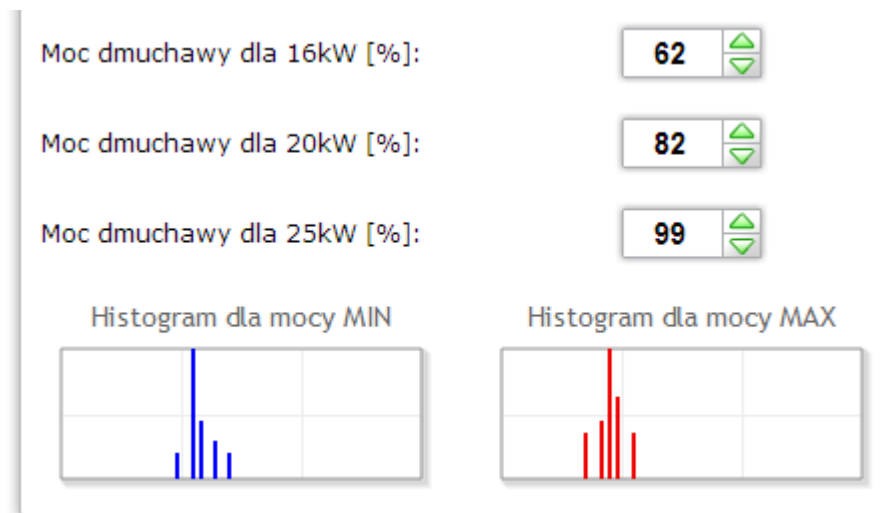 Moc dmuchawy dla 16kW [%]: 62
Moc dmuchawy dla 20kW [%]: 82
Moc dmuchawy dla 25kW [%]: 99
Histogram dla mocy MIN Histogram dla mocy MAX